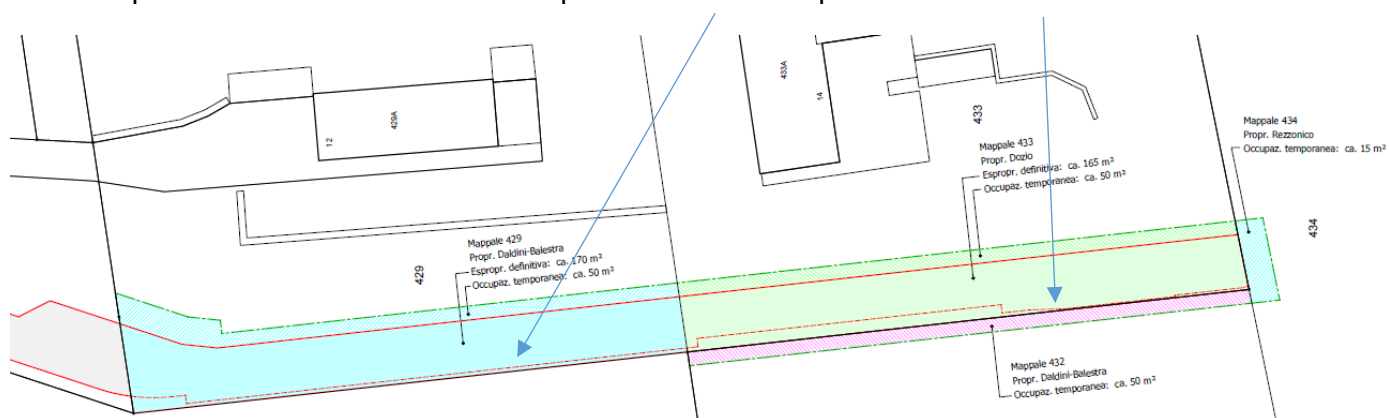 429A
12
433A
14
433
Mappale 434
Propr. Rezzonico
Occupaz. temporanea: ca. 15 m²
Mappale 433
Propr. Dozio
Espropr. definitiva: ca. 165 m²
Occupaz. temporanea: ca. 50 m²
434
Mappale 429
Propr. Daldini-Balestra
Espropr. definitiva: ca. 170 m²
Occupaz. temporanea: ca. 50 m²
429
Mappale 432
Propr. Daldini-Balestra
Occupaz. temporanea: ca. 50 m²